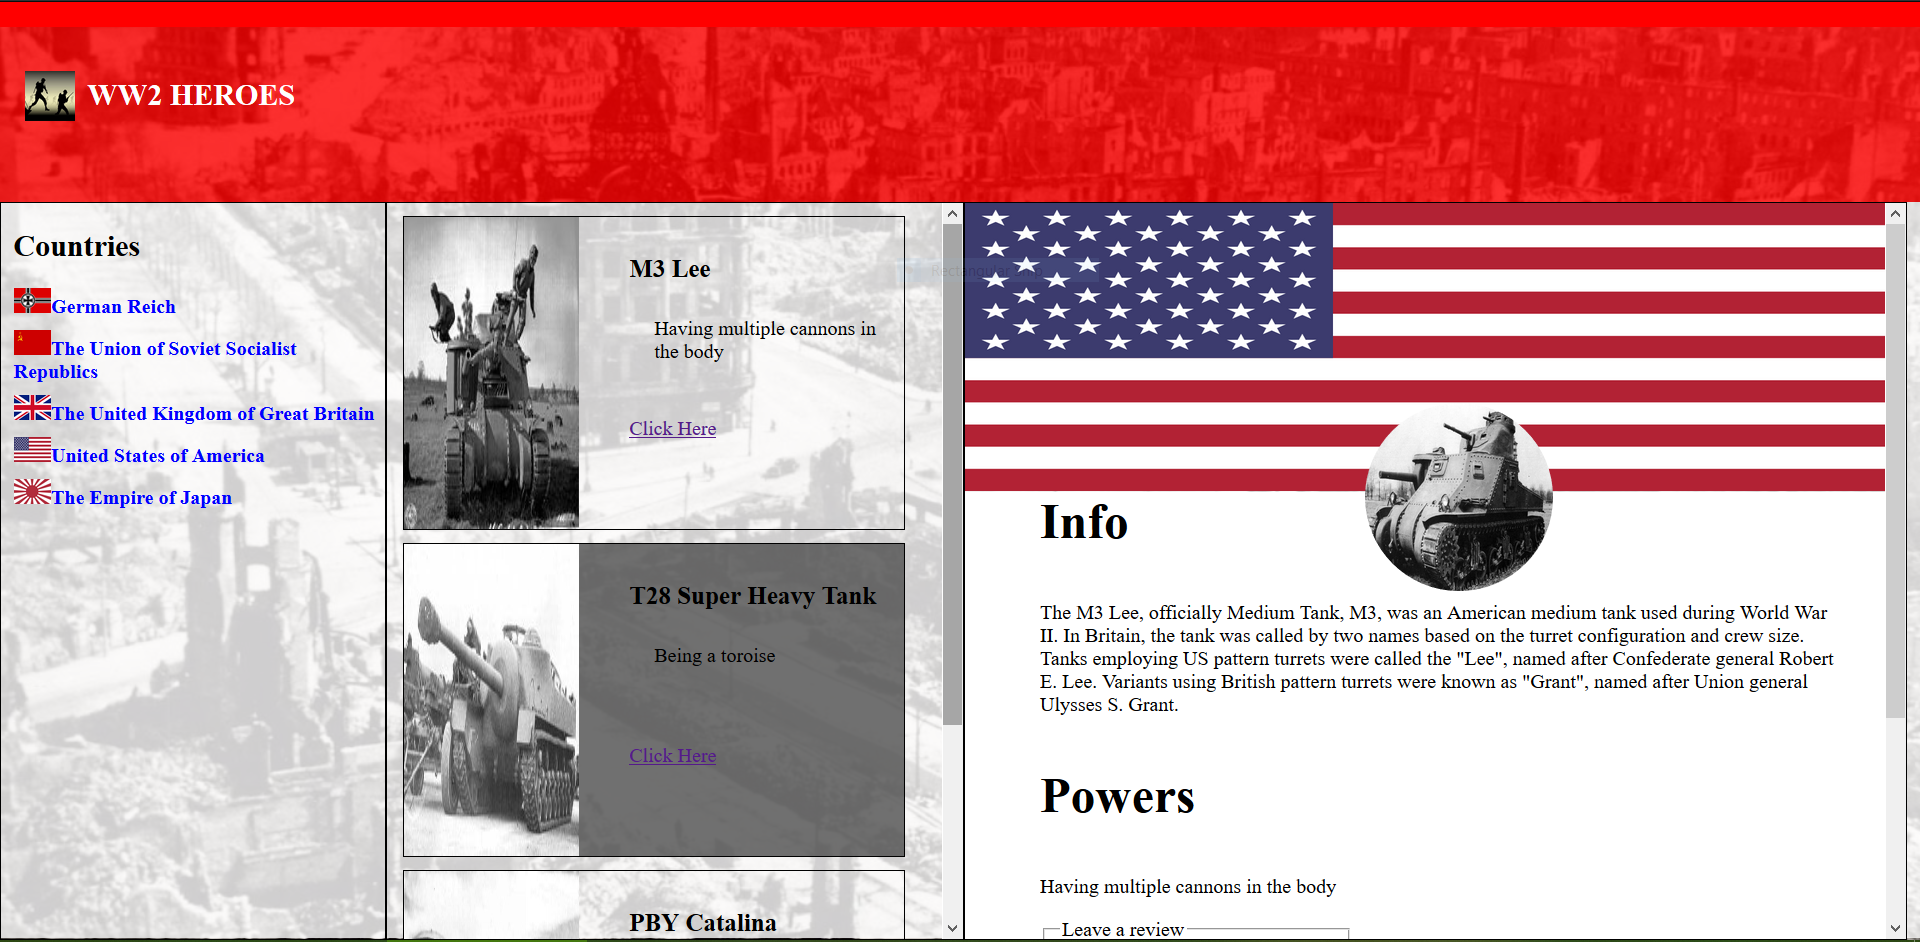 WW2 HEROES
Countries
German Reich
The Union of Soviet Socialist
Republics
The United Kingdom of Great Britain
United States of America
The Empire of Japan
M3 Lee
Having multiple cannons in
the body
Click Here
T28 Super Heavy Tank
Being a toroise
Click Here
PBY Catalina
Rectangular Snip
Info
The M3 Lee, officially Medium Tank, M3, was an American medium tank used during World War
II. In Britain, the tank was called by two names based on the turret configuration and crew size.
Tanks employing US pattern turrets were called the "Lee", named after Confederate general Robert
E. Lee. Variants using British pattern turrets were known as "Grant", named after Union general
Ulysses S. Grant.
Powers
Having multiple cannons in the body
Leave a review